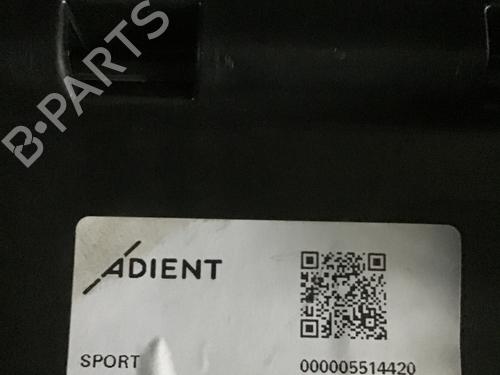 B-PARTS
ADIENT
SPORT
000005514420